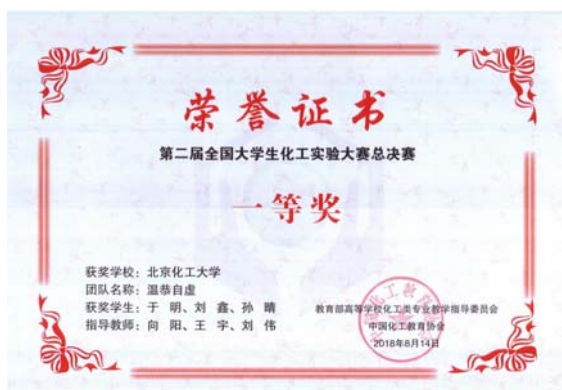 荣誉证书
第二届全国大学生化工实验大赛总决赛
一等奖
获奖学校：北京化工大学
团队名称：温恭自虚
获奖学生：于 明、刘 鑫、孙 晴
指导教师：向 阳、王 宇、刘 伟
教育部高等学校化工类专业教学指导委员会
中国化工教育协会
2018年8月14日